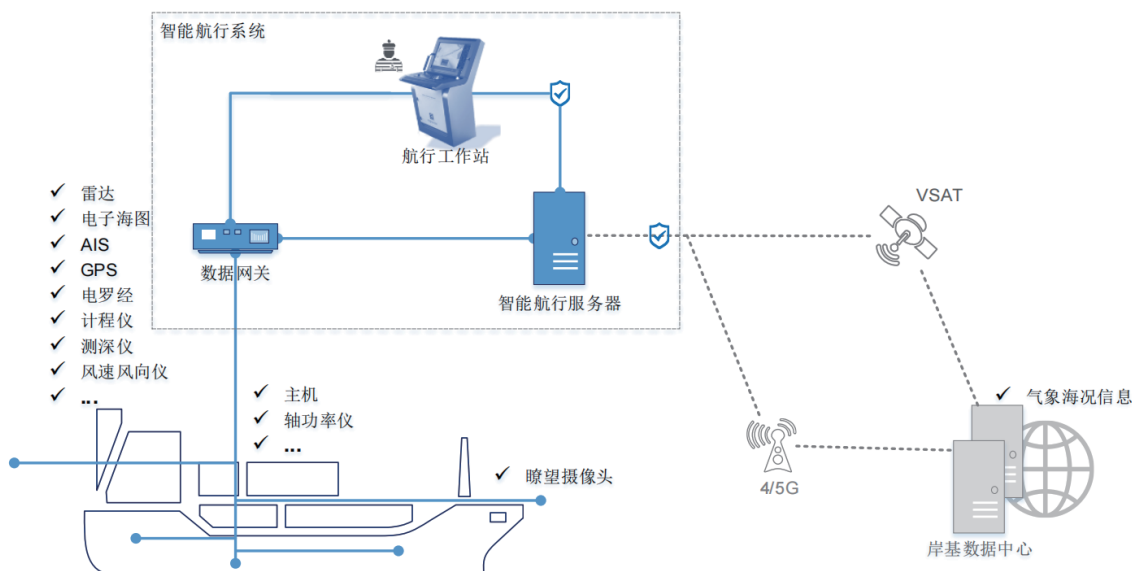 智能航行系统
航行工作站
雷达
电子海图
AIS
GPS
电罗经
计程仪
测深仪
风速风向仪
...
数据网关
智能航行服务器
VSAT
主机
轴功率仪
...
瞭望摄像头
气象海况信息
4/5G
岸基数据中心